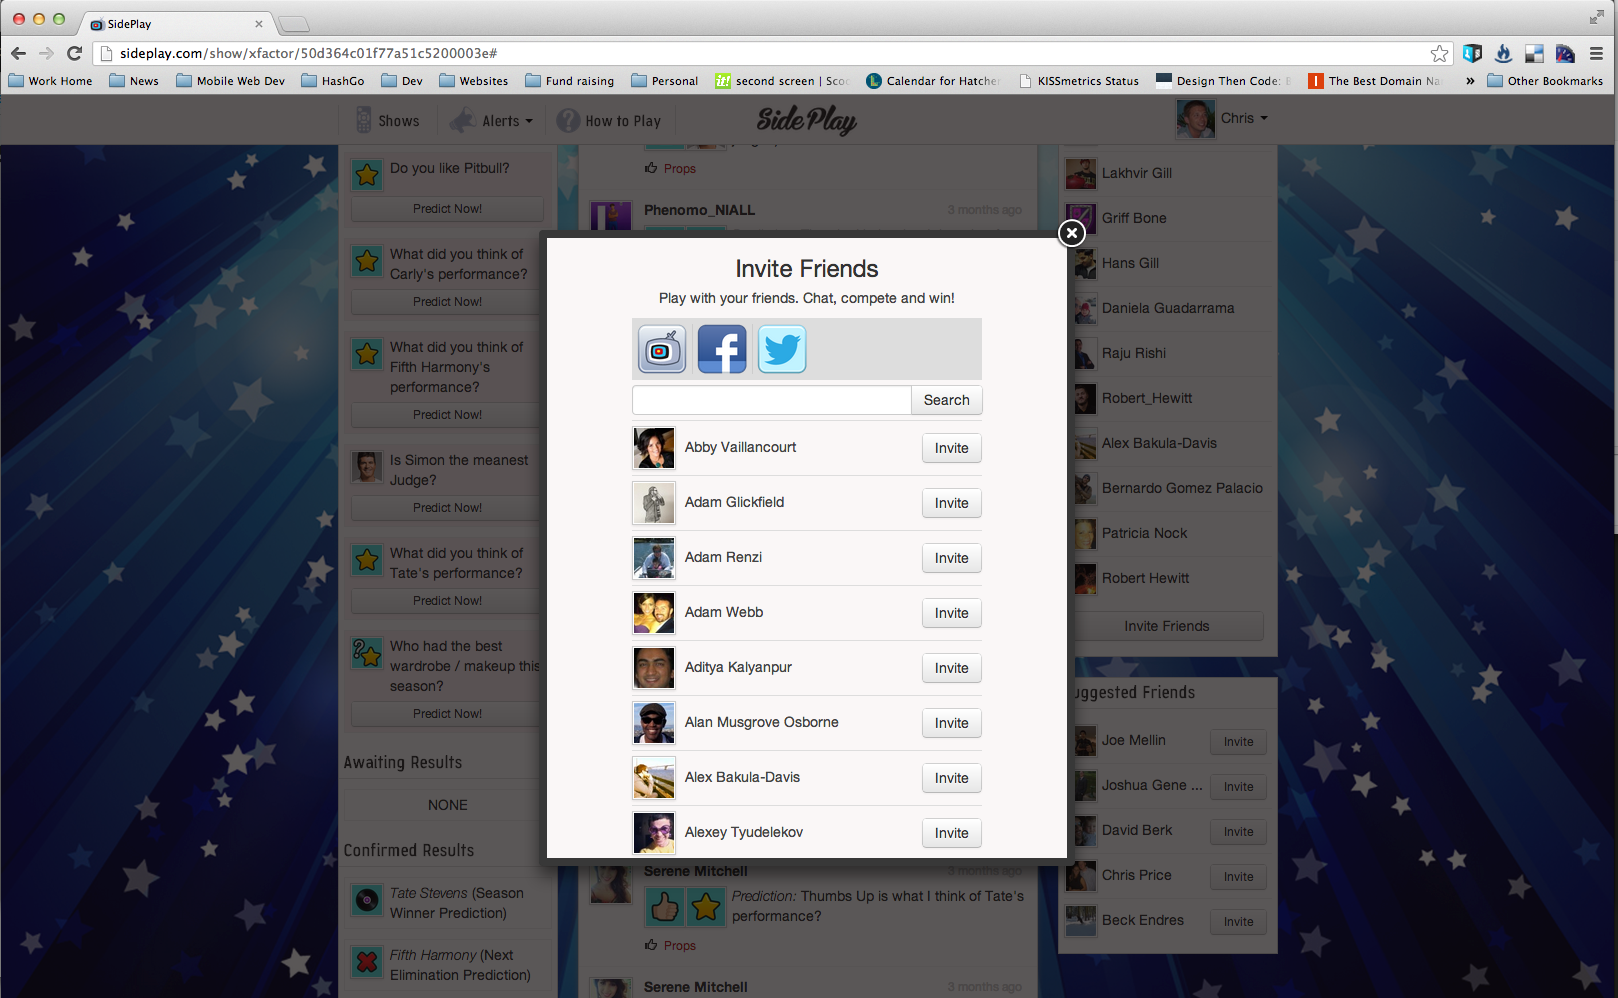 SidePlay
sideplay.com/show/xfactor/50d364c01f77a51c5200003e#
Work Home
News
Mobile Web Dev
HashGo
Dev
Websites
Fund raising
Personal
it!
second screen | Scoo
L
Calendar for Hatcher
KISSmetrics Status
Design Then Code: B
The Best Domain Na
»
Other Bookmarks
Shows
Alerts
How to Play
SidePlay
Chris
Do you like Pitbull?
Predict Now!
What did you think of
Carly's performance?
Predict Now!
What did you think of
Fifth Harmony's
performance?
Predict Now!
Is Simon the meanest
Judge?
Predict Now!
What did you think of
Tate's performance?
Predict Now!
Who had the best
wardrobe / makeup this
season?
Predict Now!
Awaiting Results
NONE
Confirmed Results
Tate Stevens (Season
Winner Prediction)
Fifth Harmony (Next
Elimination Prediction)
Props
Phenomo_NIALL
3 months ago
Invite Friends
Play with your friends. Chat, compete and win!
Search
Abby Vaillancourt
Invite
Adam Glickfield
Invite
Adam Renzi
Invite
Adam Webb
Invite
Aditya Kalyanpur
Invite
Alan Musgrove Osborne
Invite
Alex Bakula-Davis
Invite
Alexey Tyudelekov
Invite
Serene Mitchell
3 months ago
Prediction: Thumbs Up is what I think of Tate's
performance?
Props
Serene Mitchell
3 months ago
Lakhvir Gill
Griff Bone
Hans Gill
Daniela Guadarrama
Raju Rishi
Robert_Hewitt
Alex Bakula-Davis
Bernardo Gomez Palacio
Patricia Nock
Robert Hewitt
Invite Friends
uggested Friends
Joe Mellin
Invite
Joshua Gene ...
Invite
David Berk
Invite
Chris Price
Invite
Beck Endres
Invite